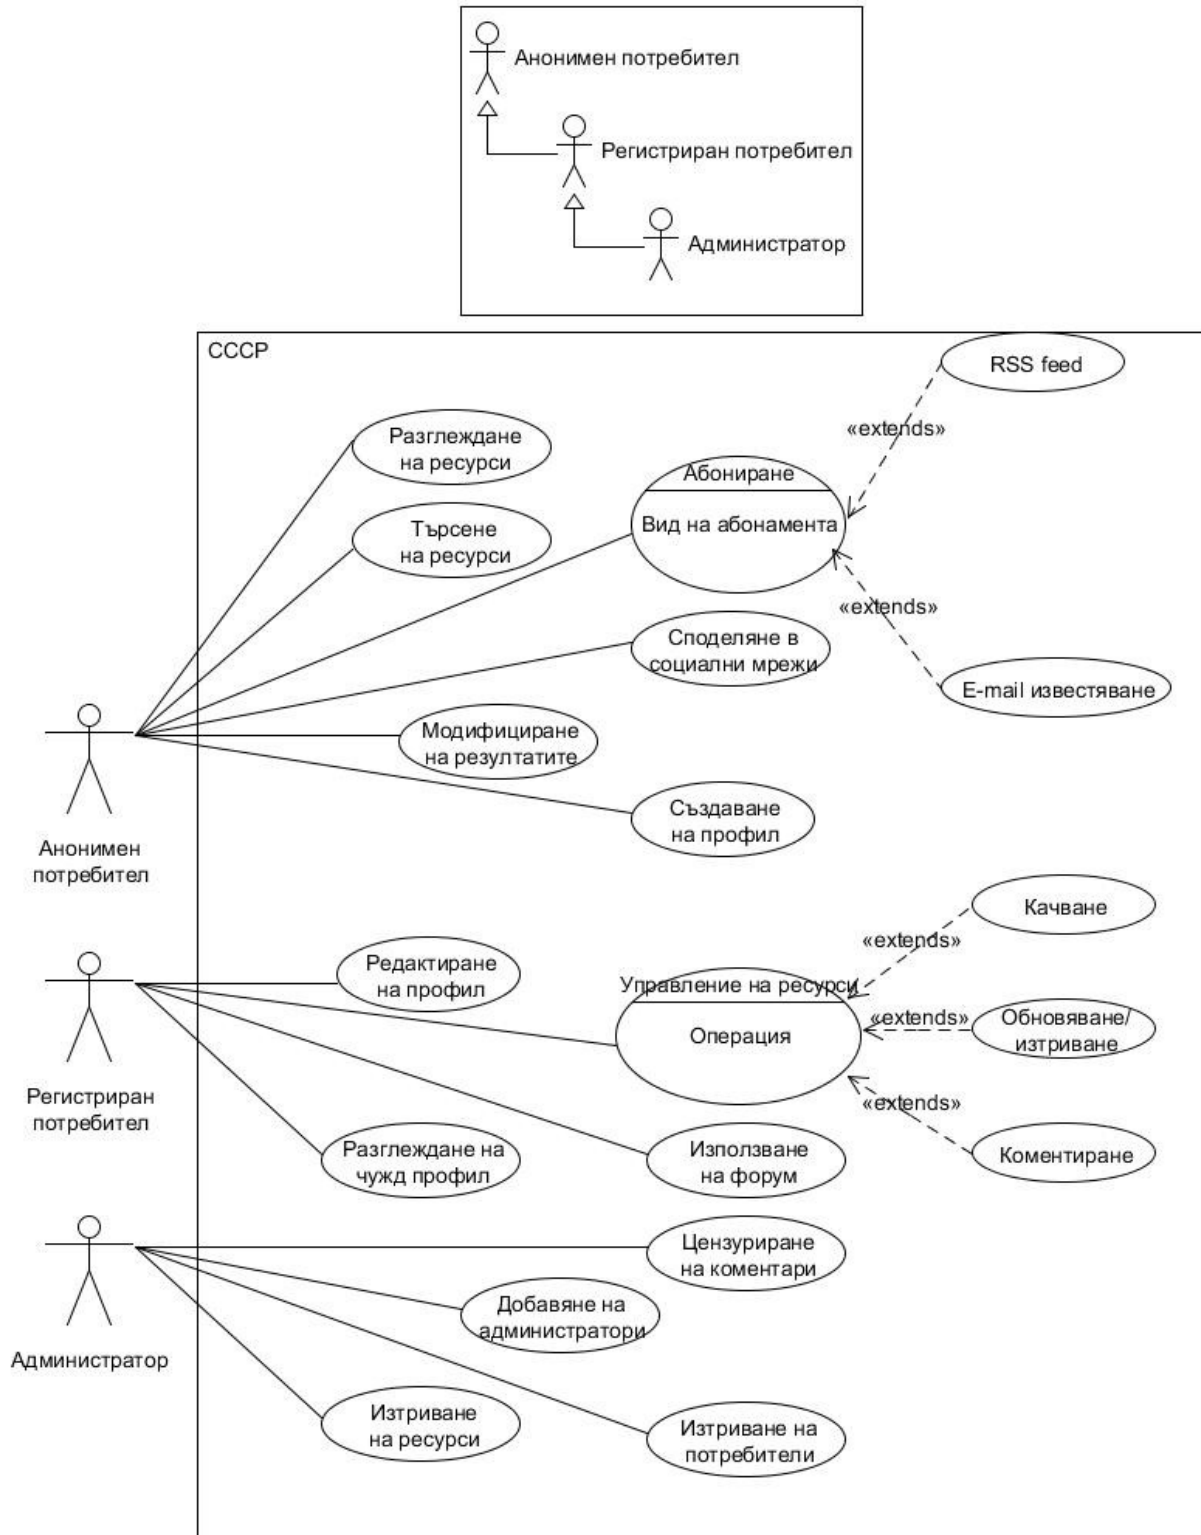 Анонимен потребител
Регистриран потребител
Администратор
СССР
RSS feed
«extends»
Разглеждане
на ресурси
Абониране
Вид на абонамента
Търсене
на ресурси
«extends»
Споделяне в
социални мрежи
E-mail известяване
Модифициране
на резултатите
Създаване
на профил
Анонимен
потребител
Качване
«extends»
Редактиране
на профил
Управление на ресурси
Операция
«extends»
Обновяване/
изтриване
Регистриран
потребител
«extends»
Разглеждане на
чужд профил
Използване
на форум
Коментиране
Цензуриране
на коментари
Добавяне на
администратори
Администратор
Изтриване
на ресурси
Изтриване на
потребители